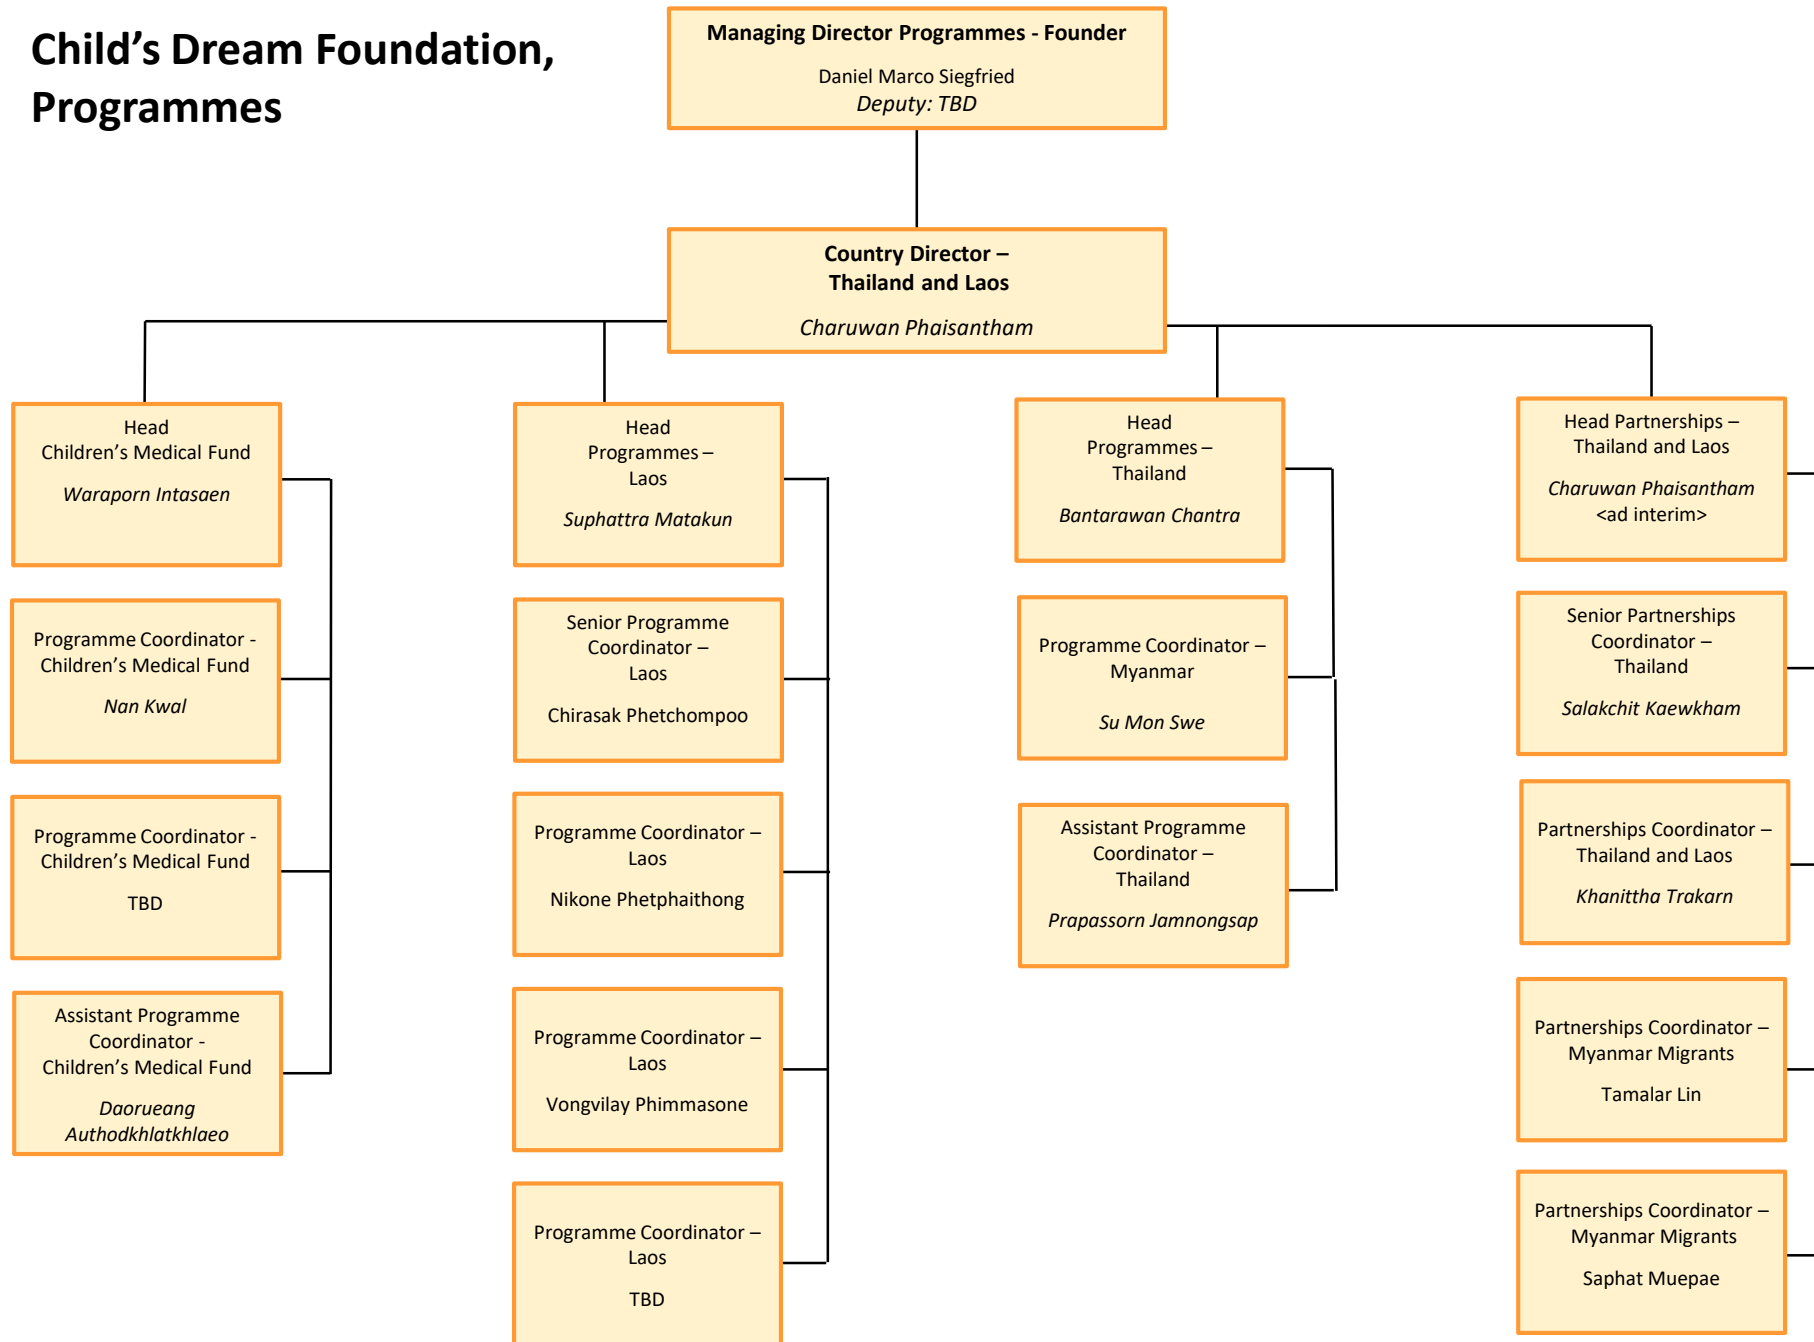 Child’s Dream Foundation,
Programmes
Managing Director Programmes - Founder
Daniel Marco Siegfried
Deputy: TBD
Country Director –
Thailand and Laos
Charuwan Phaisantham
Head
Children’s Medical Fund
Waraporn Intasaen
Programme Coordinator -
Children’s Medical Fund
Nan Kwal
Programme Coordinator -
Children’s Medical Fund
TBD
Assistant Programme
Coordinator -
Children’s Medical Fund
Daorueang
Authodkhlatkhlaeo
Head
Programmes –
Laos
Suphattra Matakun
Senior Programme
Coordinator –
Laos
Chirasak Phetchompoo
Programme Coordinator –
Laos
Nikone Phetphaithong
Programme Coordinator –
Laos
Vongvilay Phimmasone
Programme Coordinator –
Laos
TBD
Head
Programmes –
Thailand
Bantarawan Chantra
Programme Coordinator –
Myanmar
Su Mon Swe
Assistant Programme
Coordinator –
Thailand
Prapassorn Jamnongsap
Head Partnerships –
Thailand and Laos
Charuwan Phaisantham
<ad interim>
Senior Partnerships
Coordinator –
Thailand
Salakchit Kaewkham
Partnerships Coordinator –
Thailand and Laos
Khanittha Trakarn
Partnerships Coordinator –
Myanmar Migrants
Tamalar Lin
Partnerships Coordinator –
Myanmar Migrants
Saphat Muepae